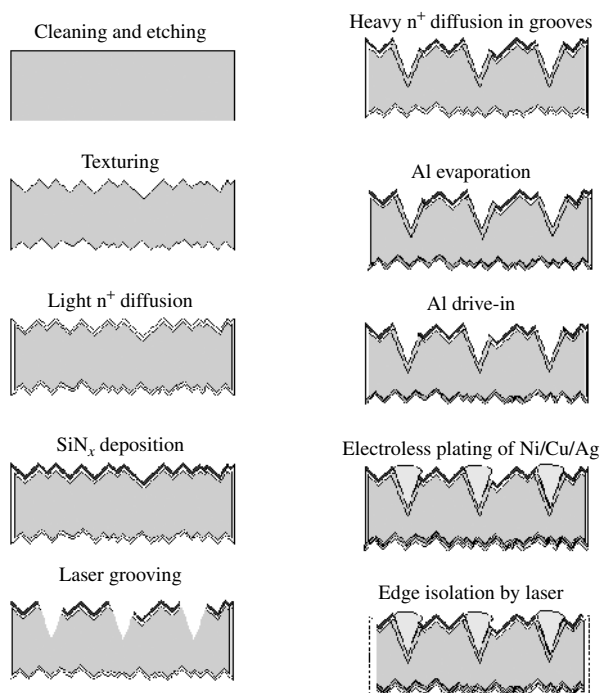 Cleaning and etching
Texturing
Light n⁺ diffusion
SiNₓ deposition
Laser grooving
Heavy n⁺ diffusion in grooves
Al evaporation
Al drive-in
Electroless plating of Ni/Cu/Ag
Edge isolation by laser